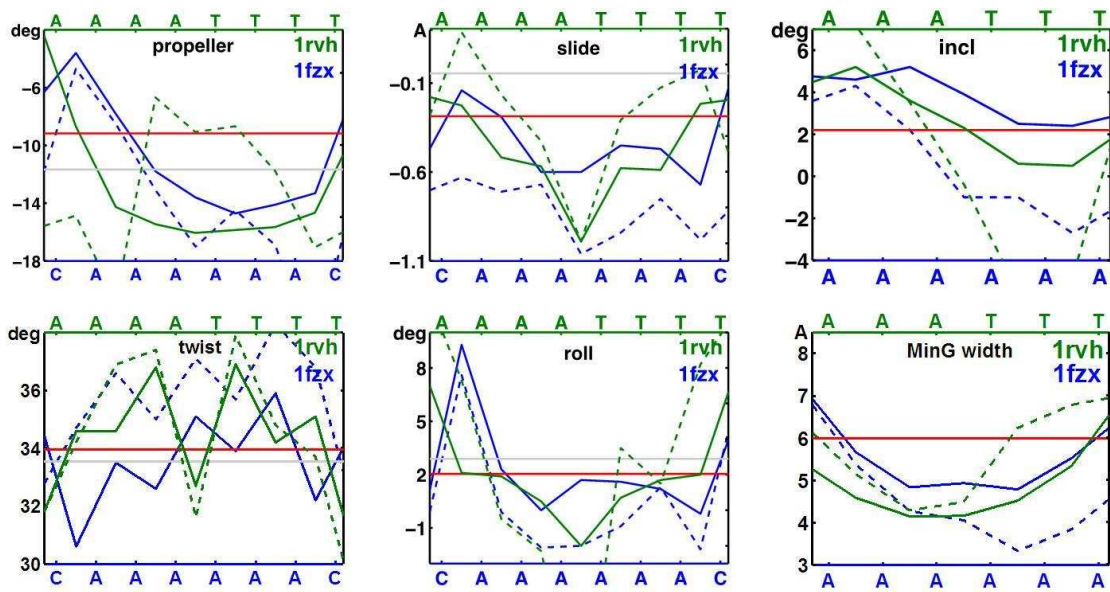 A A A A T T T T
deg
propeller
1rvh
1fzx
−6
−10
−14
−18
C A A A A A A C
A A A A T T T T
A
slide
1rvh
1fzx
−0.1
−0.6
−1.1
C A A A A A A C
A A A T T T
deg
incl
1rvh
1fzx
6
4
2
0
−2
−4
A A A A A A
A A A A T T T T
deg
twist
1rvh
1fzx
36
34
32
30
C A A A A A A C
A A A A T T T T
deg
roll
1rvh
1fzx
8
5
2
−1
C A A A A A A C
A A A T T T
A
MinG width
1rvh
1fzx
8
7
6
5
4
3
A A A A A A